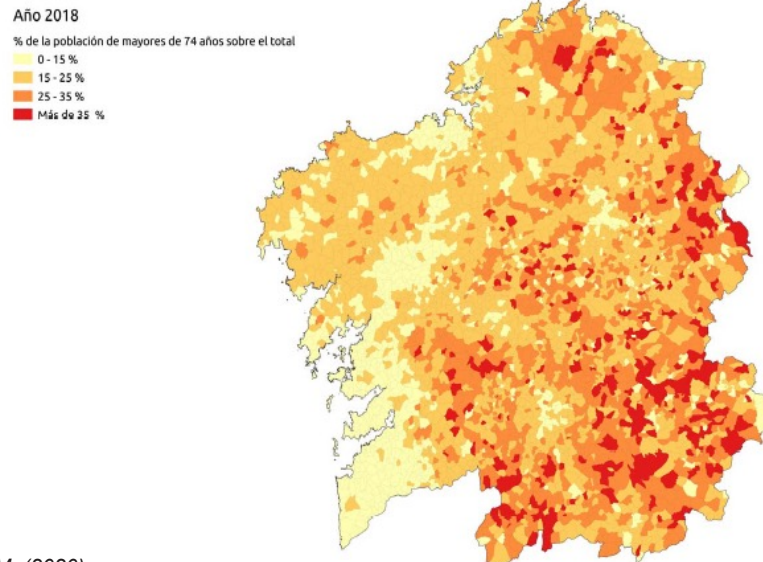 Año 2018
% de la población de mayores de 74 años sobre el total
0 - 15 %
15 - 25 %
25 - 35 %
Más de 35 %